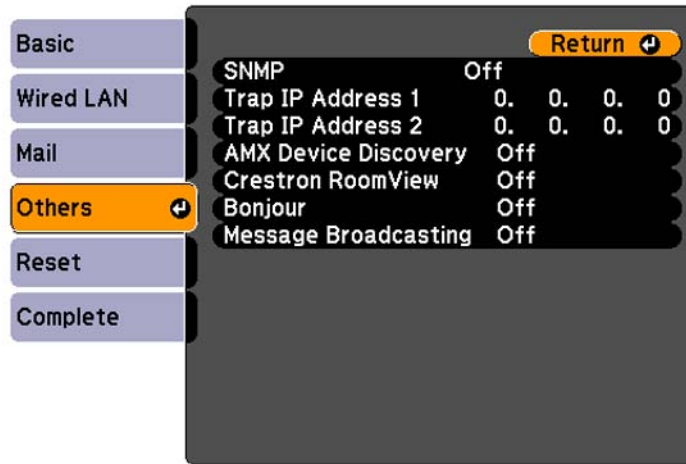 Basic
Wired LAN
Mail
Others
Reset
Complete
Return
SNMP Off
Trap IP Address 1 0. 0. 0. 0
Trap IP Address 2 0. 0. 0. 0
AMX Device Discovery Off
Crestron RoomView Off
Bonjour Off
Message Broadcasting Off